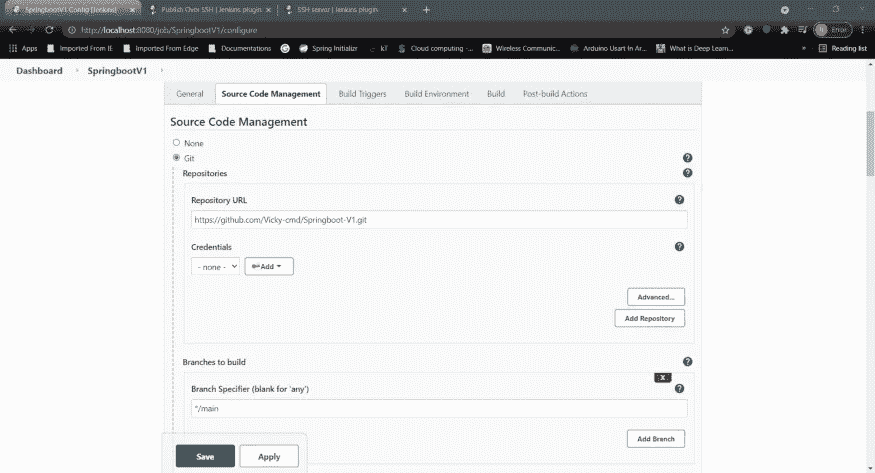 SpringbootV1 Config [Jenkins]
Publish Over SSH | Jenkins plugin
SSH server | Jenkins plugin
http://localhost:8080/job/SpringbootV1/configure
Error
Apps
Imported From IE
Imported From Edge
Documentations
Spring Initializr
kT
Cloud computing -...
Wireless Communic...
Arduino Usart In Ar...
What is Deep Learn...
»
Reading list
Dashboard
SpringbootV1
General
Source Code Management
Build Triggers
Build Environment
Build
Post-build Actions
Source Code Management
None
Git
Repositories
Repository URL
https://github.com/Vicky-cmd/Springboot-V1.git
Credentials
- none -
Add
Advanced...
Add Repository
Branches to build
X
Branch Specifier (blank for 'any')
*/main
Add Branch
Save
Apply